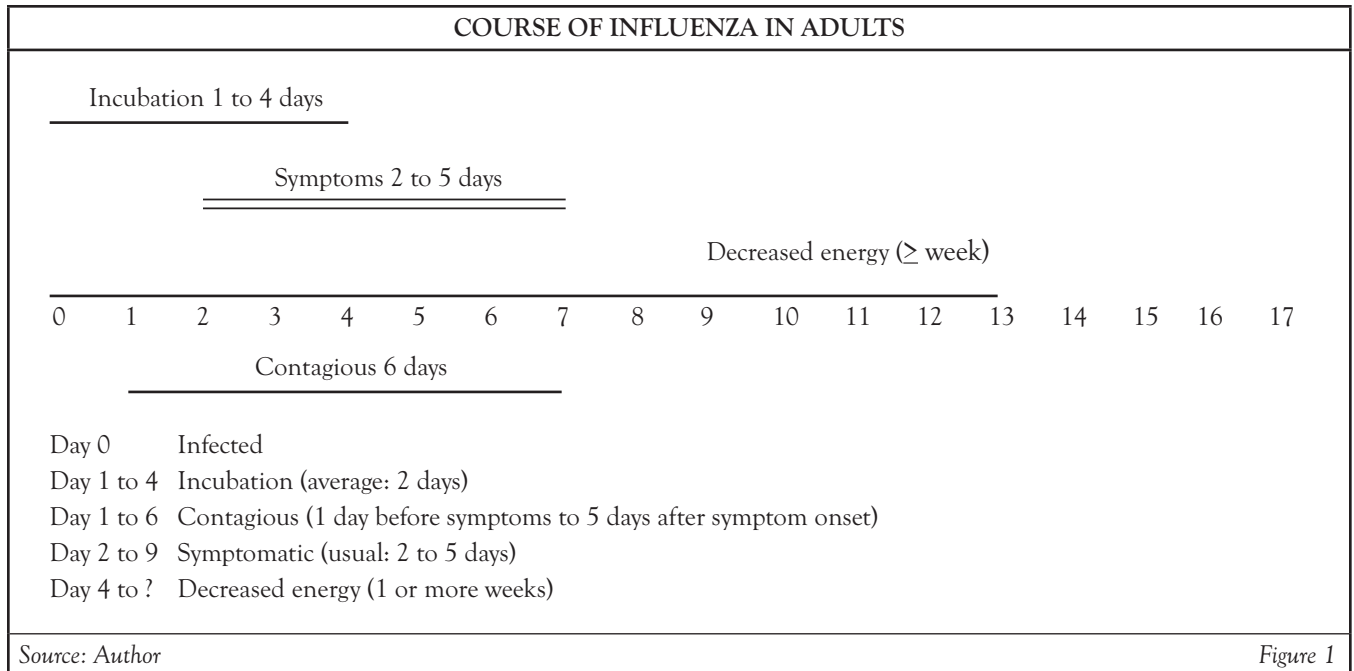 COURSE OF INFLUENZA IN ADULTS
Incubation 1 to 4 days
Symptoms 2 to 5 days
Decreased energy (≥ week)
0 1 2 3 4 5 6 7 8 9 10 11 12 13 14 15 16 17
Contagious 6 days
Day 0 Infected
Day 1 to 4 Incubation (average: 2 days)
Day 1 to 6 Contagious (1 day before symptoms to 5 days after symptom onset)
Day 2 to 9 Symptomatic (usual: 2 to 5 days)
Day 4 to ? Decreased energy (1 or more weeks)
Source: Author Figure 1